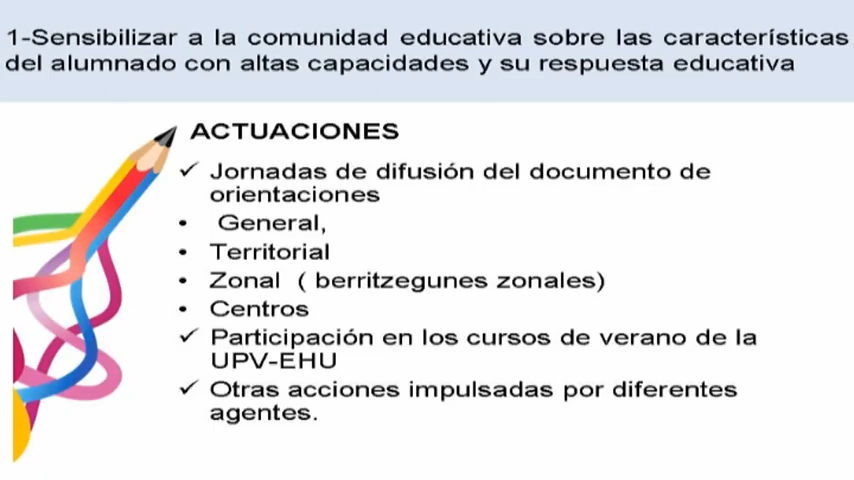 1-Sensibilizar a la comunidad educativa sobre las características
del alumnado con altas capacidades y su respuesta educativa
ACTUACIONES
✓ Jornadas de difusión del documento de
orientaciones
• General,
• Territorial
• Zonal ( berritzegunes zonales)
• Centros
✓ Participación en los cursos de verano de la
UPV-EHU
✓ Otras acciones impulsadas por diferentes
agentes.